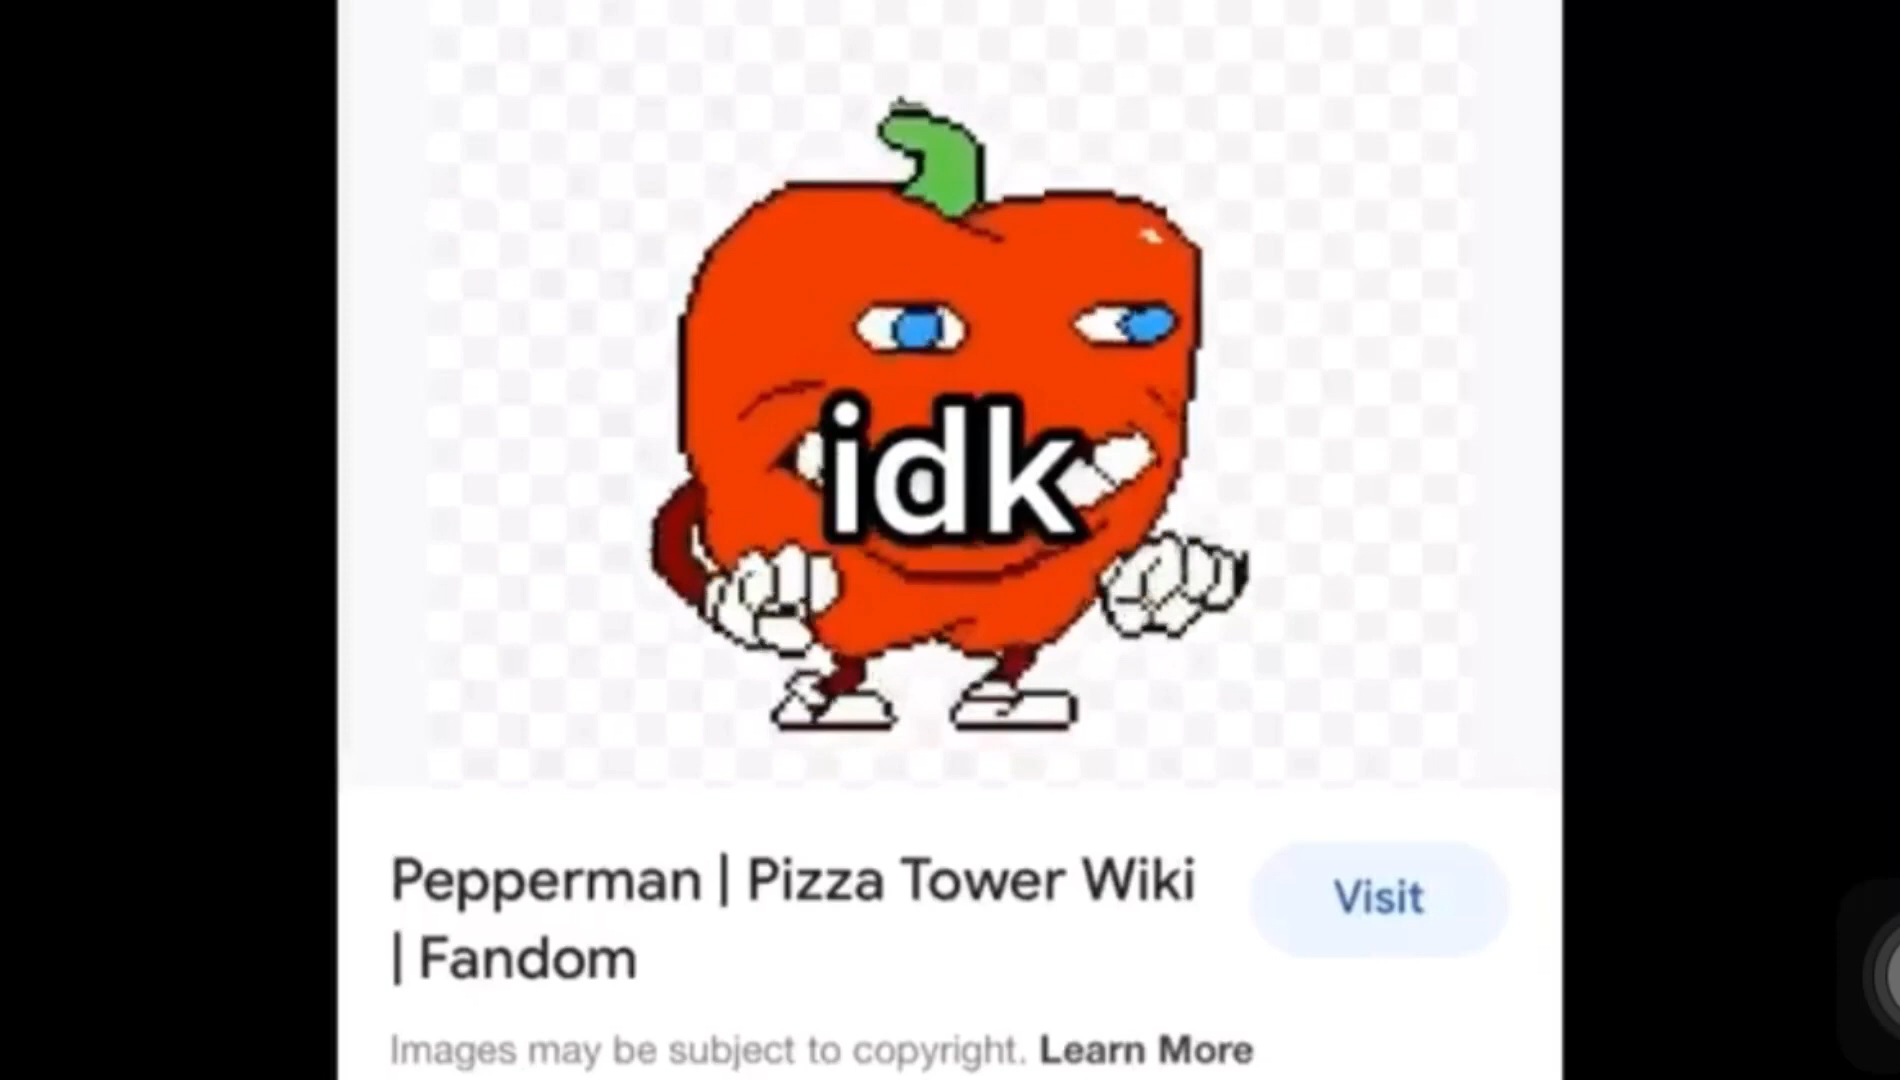 idk
Pepperman | Pizza Tower Wiki
| Fandom
Visit
Images may be subject to copyright. Learn More